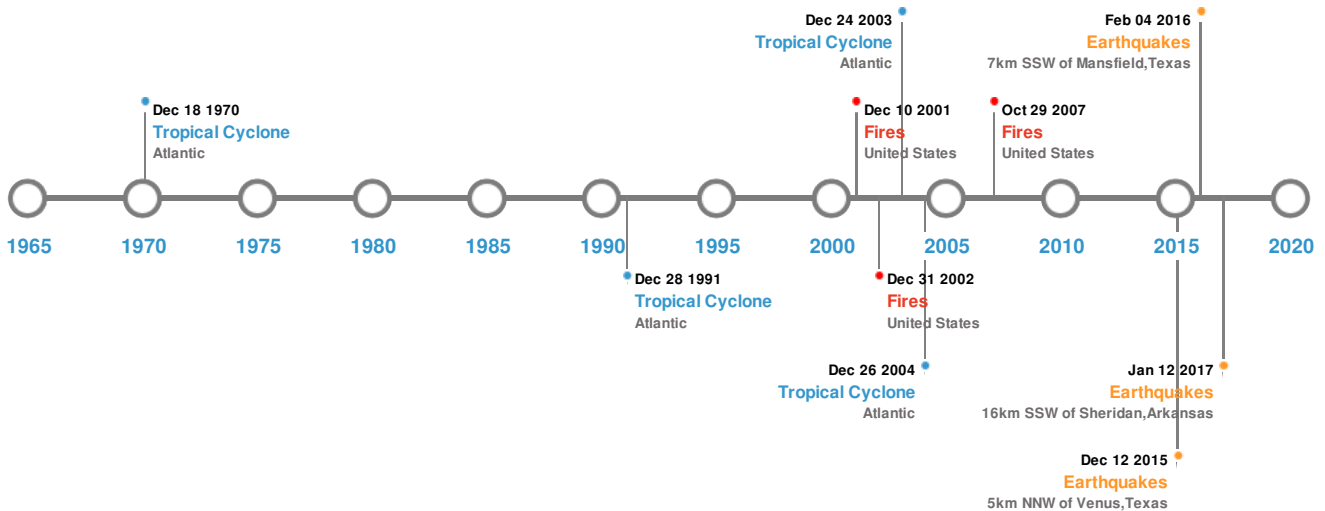 Dec 24 2003
Tropical Cyclone
Atlantic
Feb 04 2016
Earthquakes
7km SSW of Mansfield,Texas
Dec 18 1970
Tropical Cyclone
Atlantic
Dec 10 2001
Fires
United States
Oct 29 2007
Fires
United States
1965 1970 1975 1980 1985 1990 1995 2000 2005 2010 2015 2020
Dec 28 1991
Tropical Cyclone
Atlantic
Dec 31 2002
Fires
United States
Dec 26 2004
Tropical Cyclone
Atlantic
Jan 12 2017
Earthquakes
16km SSW of Sheridan,Arkansas
Dec 12 2015
Earthquakes
5km NNW of Venus,Texas